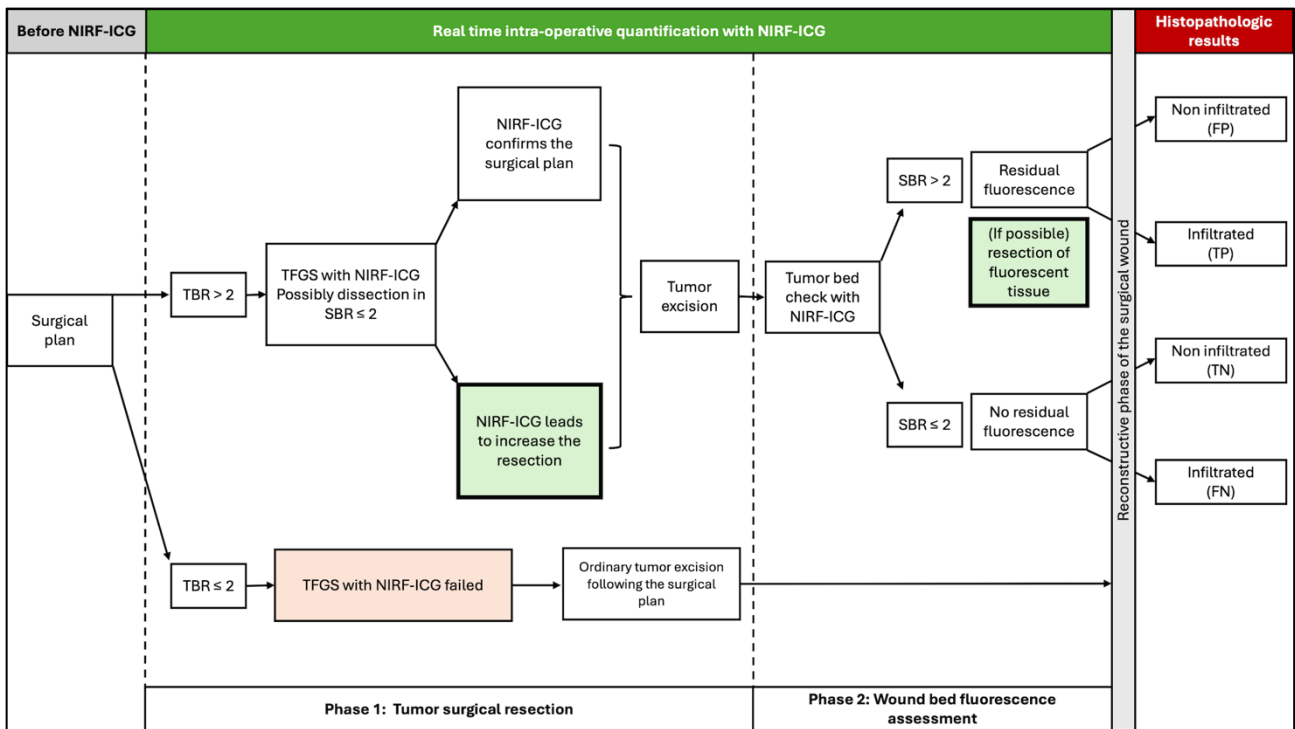 Before NIRF-ICG
Real time intra-operative quantification with NIRF-ICG
Histopathologic
results
Surgical
plan
TBR > 2
TFGS with NIRF-ICG
Possibly dissection in
SBR ≤ 2
NIRF-ICG
confirms the
surgical plan
NIRF-ICG leads
to increase the
resection
Tumor
excision
Tumor bed
check with
NIRF-ICG
SBR > 2
Residual
fluorescence
(If possible)
resection of
fluorescent
tissue
SBR ≤ 2
No residual
fluorescence
Reconstructive phase of the surgical wound
Non infiltrated
(FP)
Infiltrated
(TP)
Non infiltrated
(TN)
Infiltrated
(FN)
TBR ≤ 2
TFGS with NIRF-ICG failed
Ordinary tumor excision
following the surgical
plan
Phase 1:  Tumor surgical resection
Phase 2: Wound bed fluorescence
assessment